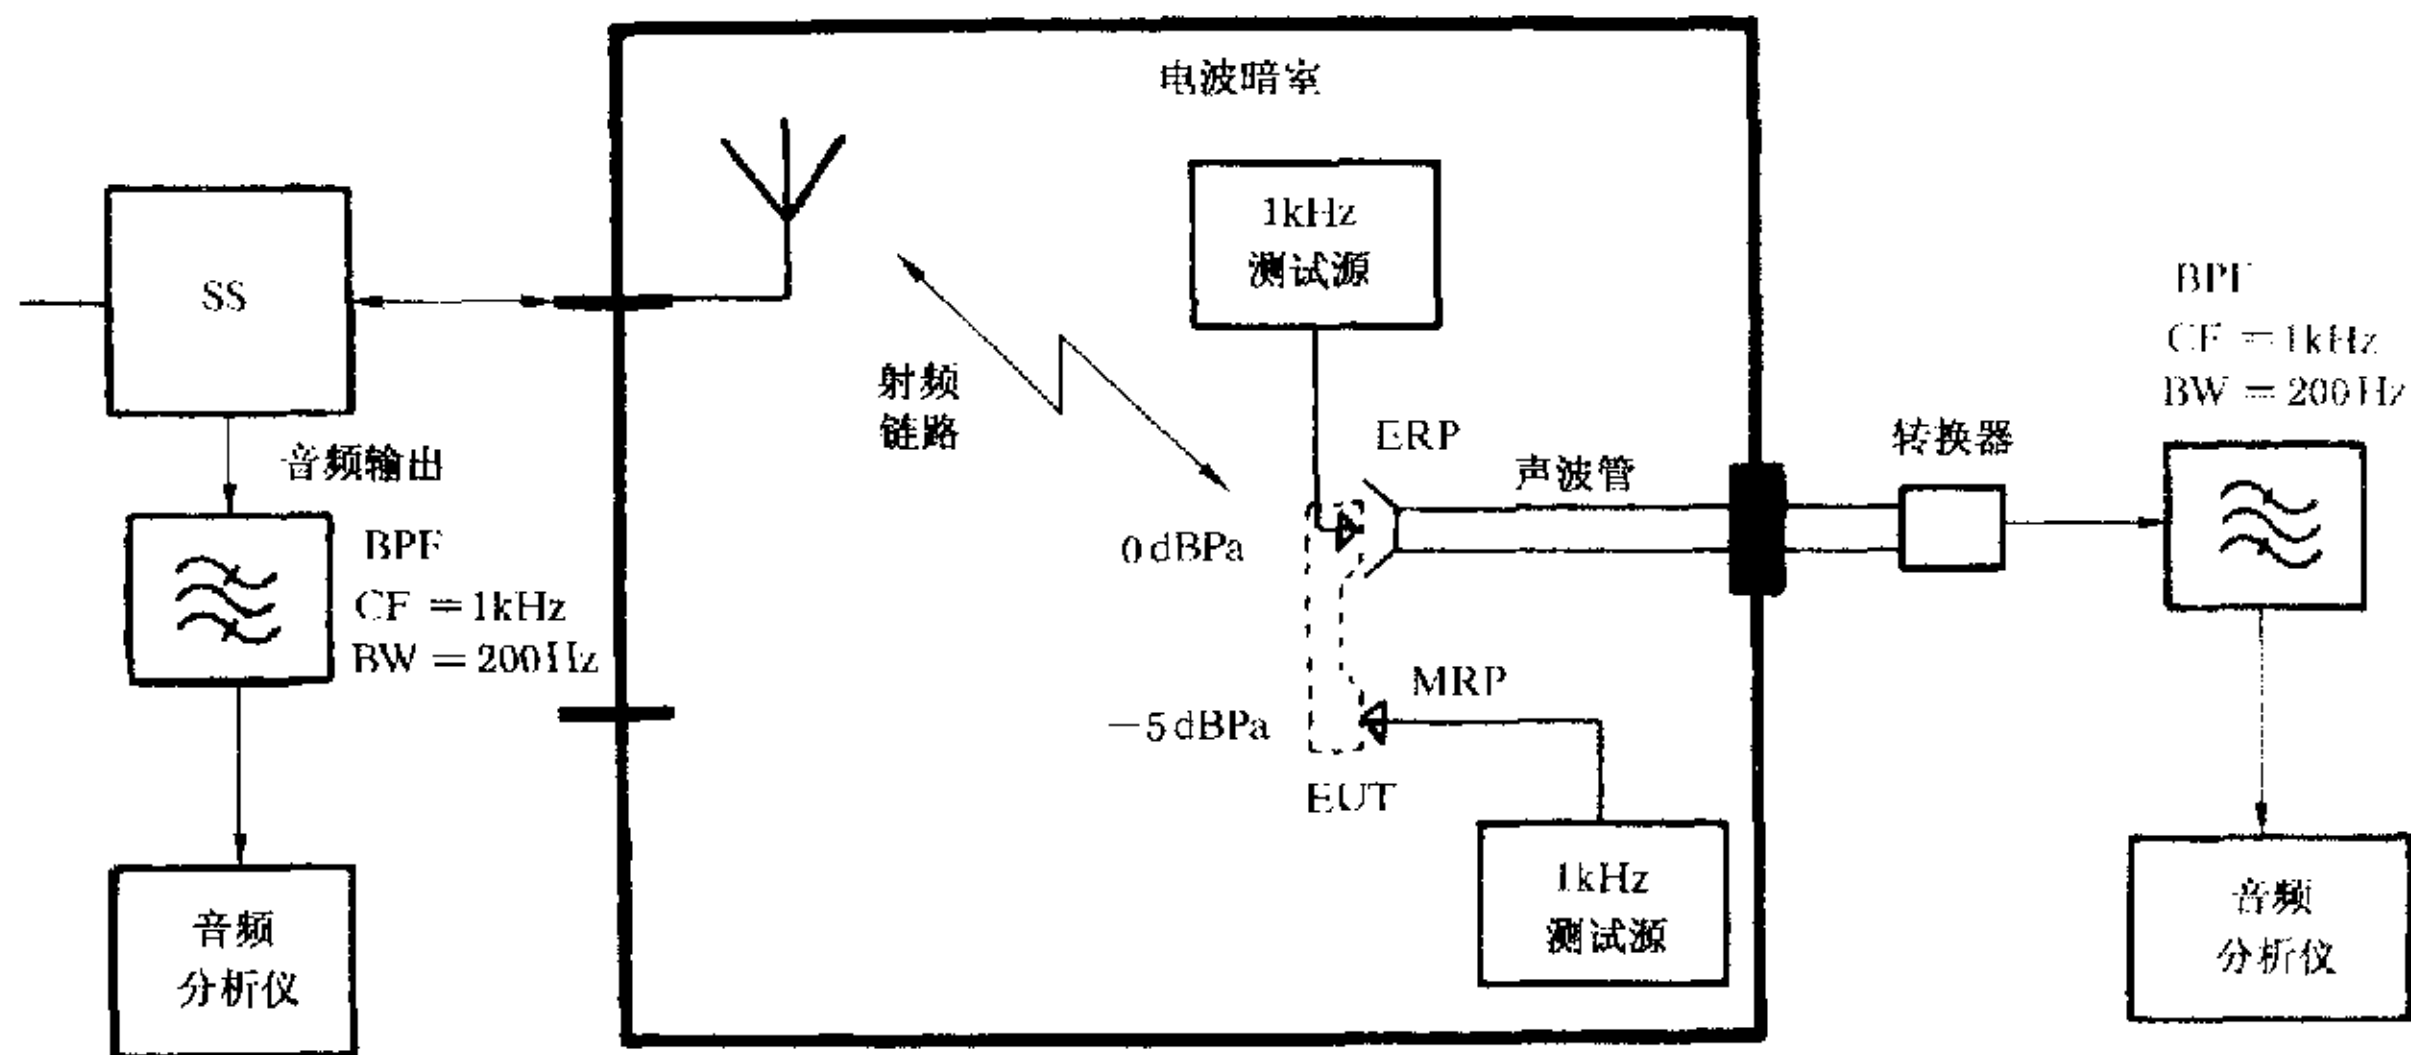 电波暗室
SS
音频输出
BPF
CF = 1kHz
BW = 200Hz
音频
分析仪
射频
链路
1kHz
测试源
ERP
声波管
0 dBPa
MRP
-5 dBPa
EUT
1kHz
测试源
转换器
BPF
CF = 1kHz
BW = 200Hz
音频
分析仪